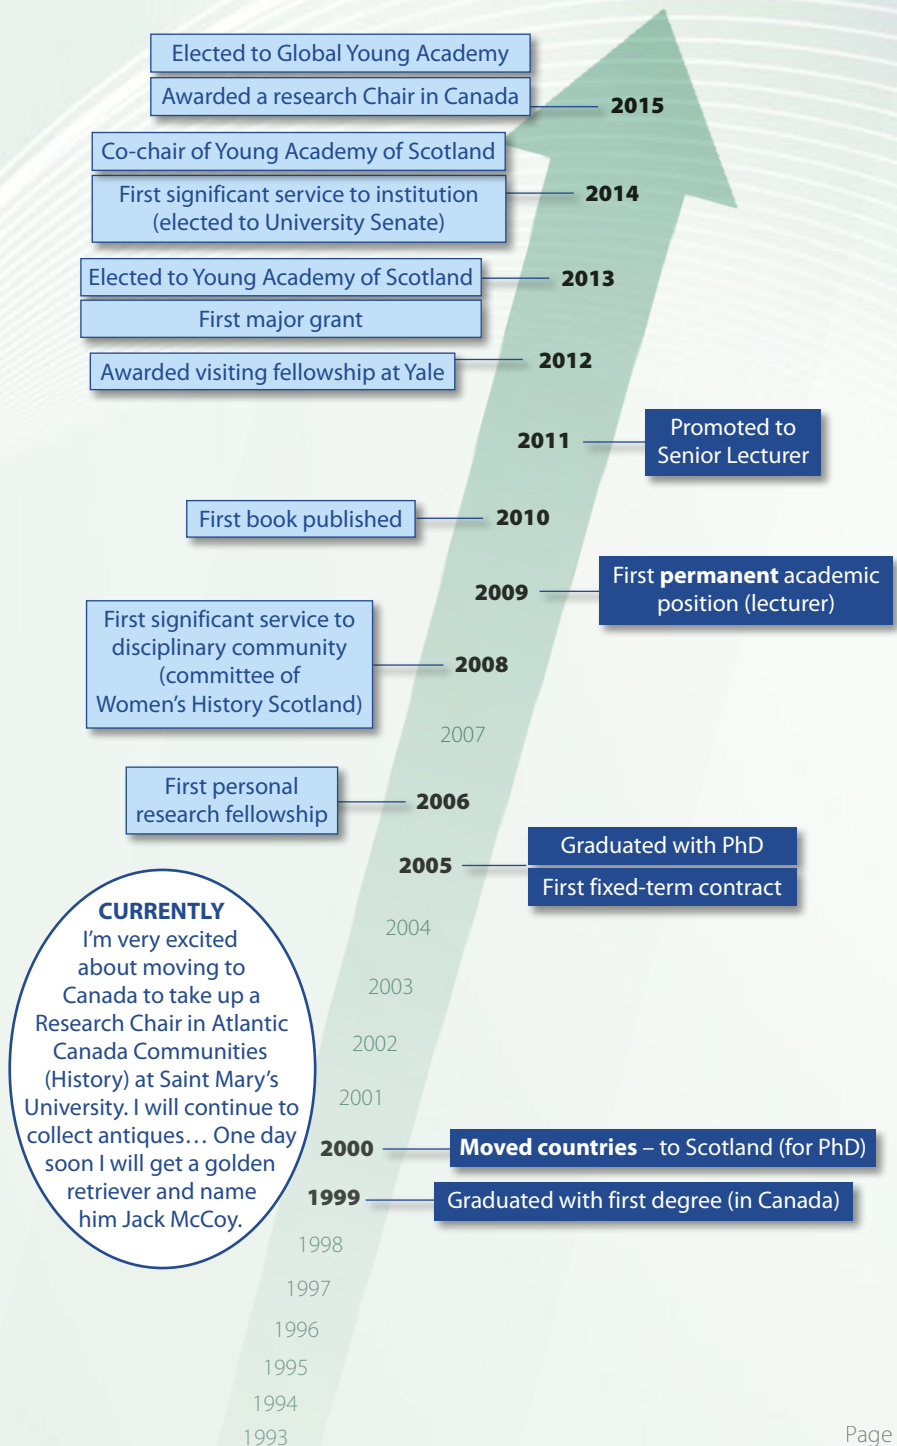 Elected to Global Young Academy
Awarded a research Chair in Canada
2015
Co-chair of Young Academy of Scotland
First significant service to institution
(elected to University Senate)
2014
Elected to Young Academy of Scotland
2013
First major grant
2012
Awarded visiting fellowship at Yale
2011
Promoted to
Senior Lecturer
First book published
2010
2009
First permanent academic
position (lecturer)
First significant service to
disciplinary community
(committee of
Women's History Scotland)
2008
2007
First personal
research fellowship
2006
2005
Graduated with PhD
First fixed-term contract
2004
2003
2002
2001
CURRENTLY
I'm very excited
about moving to
Canada to take up a
Research Chair in Atlantic
Canada Communities
(History) at Saint Mary's
University. I will continue to
collect antiques… One day
soon I will get a golden
retriever and name
him Jack McCoy.
2000
Moved countries – to Scotland (for PhD)
1999
Graduated with first degree (in Canada)
1998
1997
1996
1995
1994
1993
Page